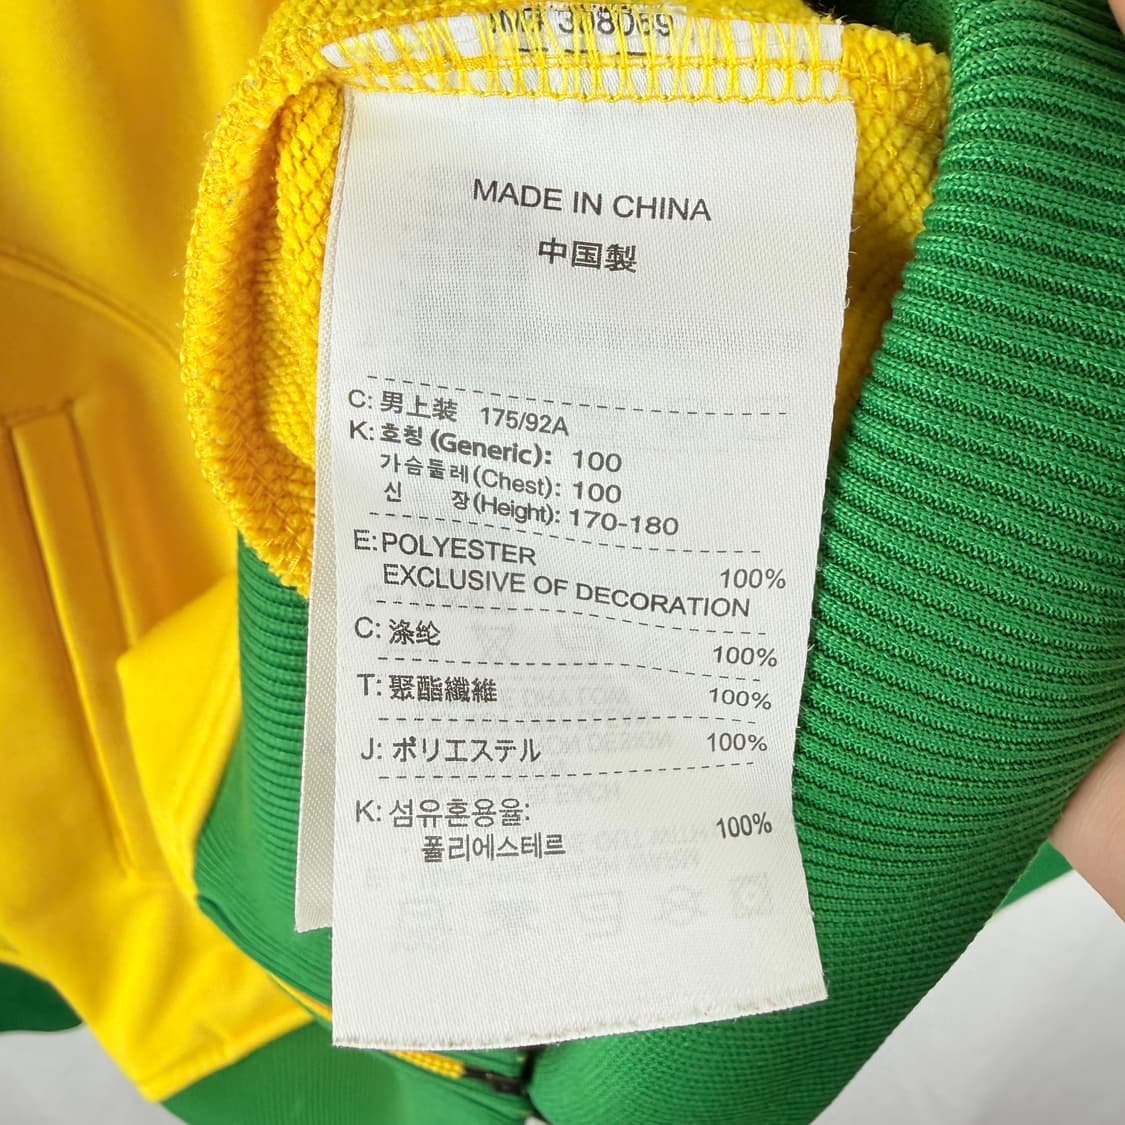 MADE IN CHINA
中国製
C: 男上装 175/92A
K: 호칭 (Generic): 100
가슴둘레(Chest): 100
신 장(Height): 170-180
E:POLYESTER 100%
EXCLUSIVE OF DECORATION
C: 涤纶 100%
T: 聚酯纖維 100%
J: ポリエステル 100%
K: 섬유혼용율: 100%
폴리에스테르